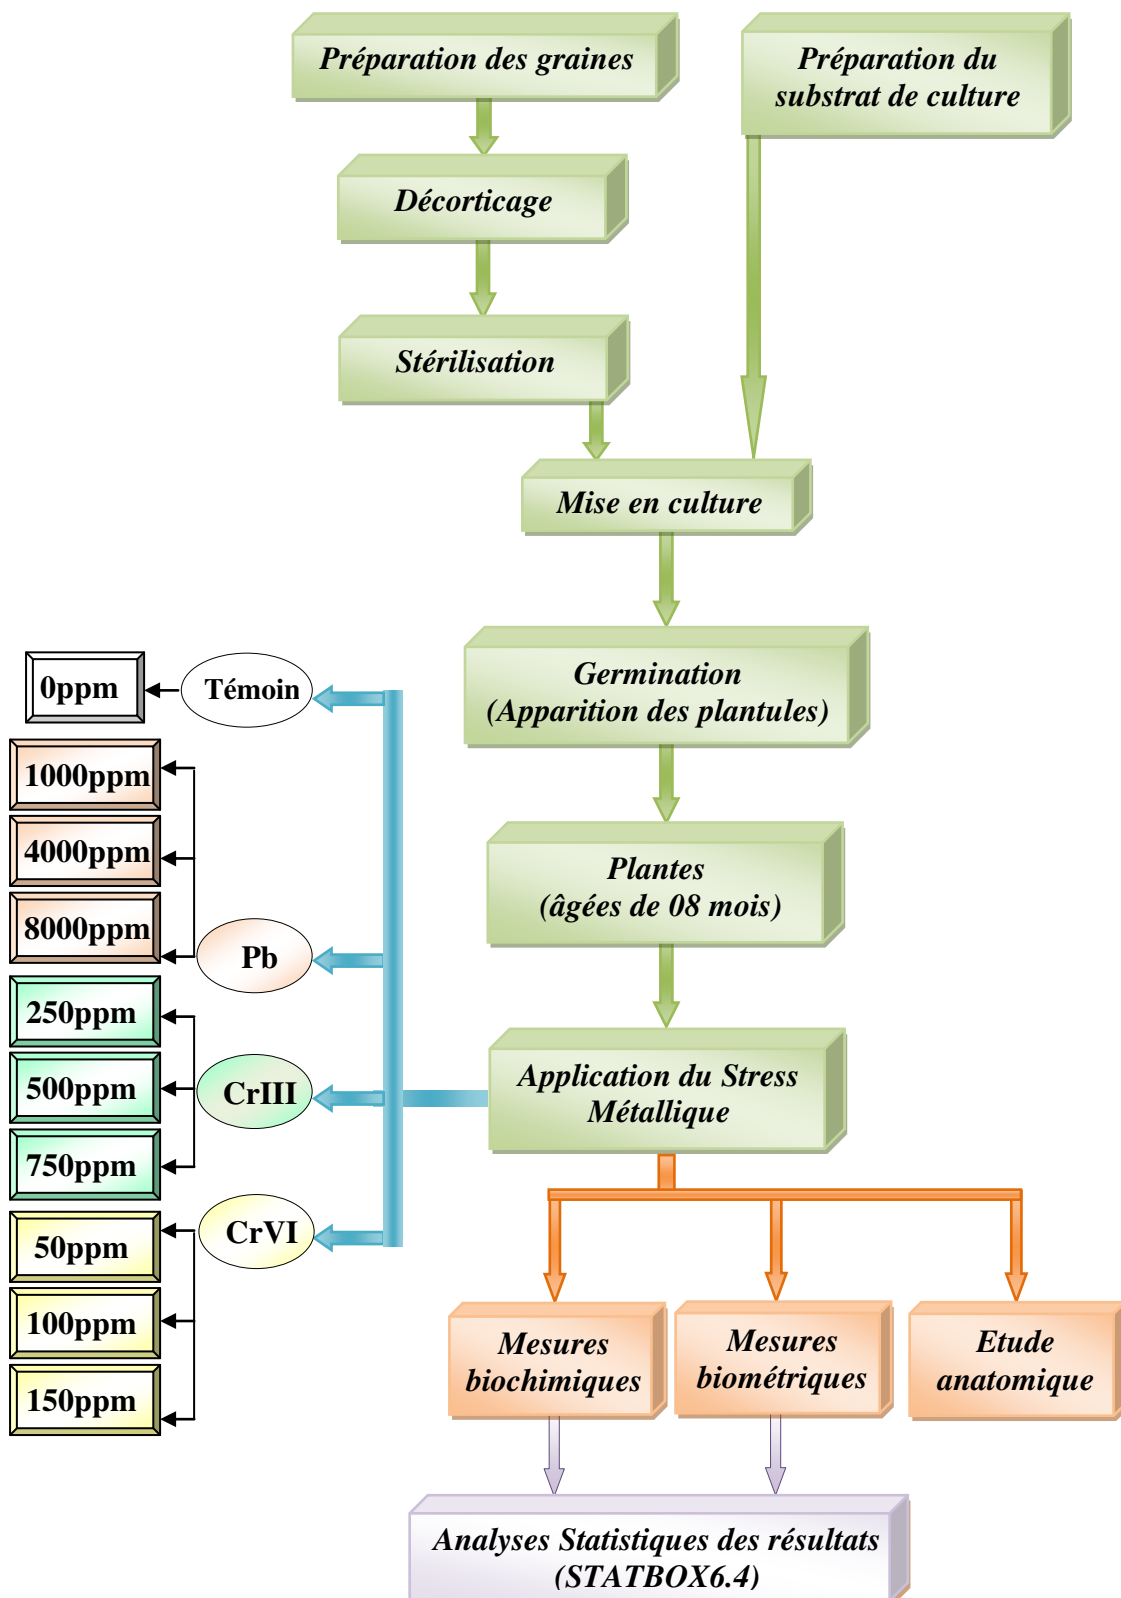 Préparation des graines
Préparation du
substrat de culture
Décorticage
Stérilisation
Mise en culture
Germination
(Apparition des plantules)
Témoin
0ppm
1000ppm
4000ppm
8000ppm
Pb
Plantes
(âgées de 08 mois)
250ppm
500ppm
750ppm
CrIII
Application du Stress
Métallique
CrVI
50ppm
100ppm
150ppm
Mesures
biochimiques
Mesures
biométriques
Etude
anatomique
Analyses Statistiques des résultats
(STATBOX6.4)